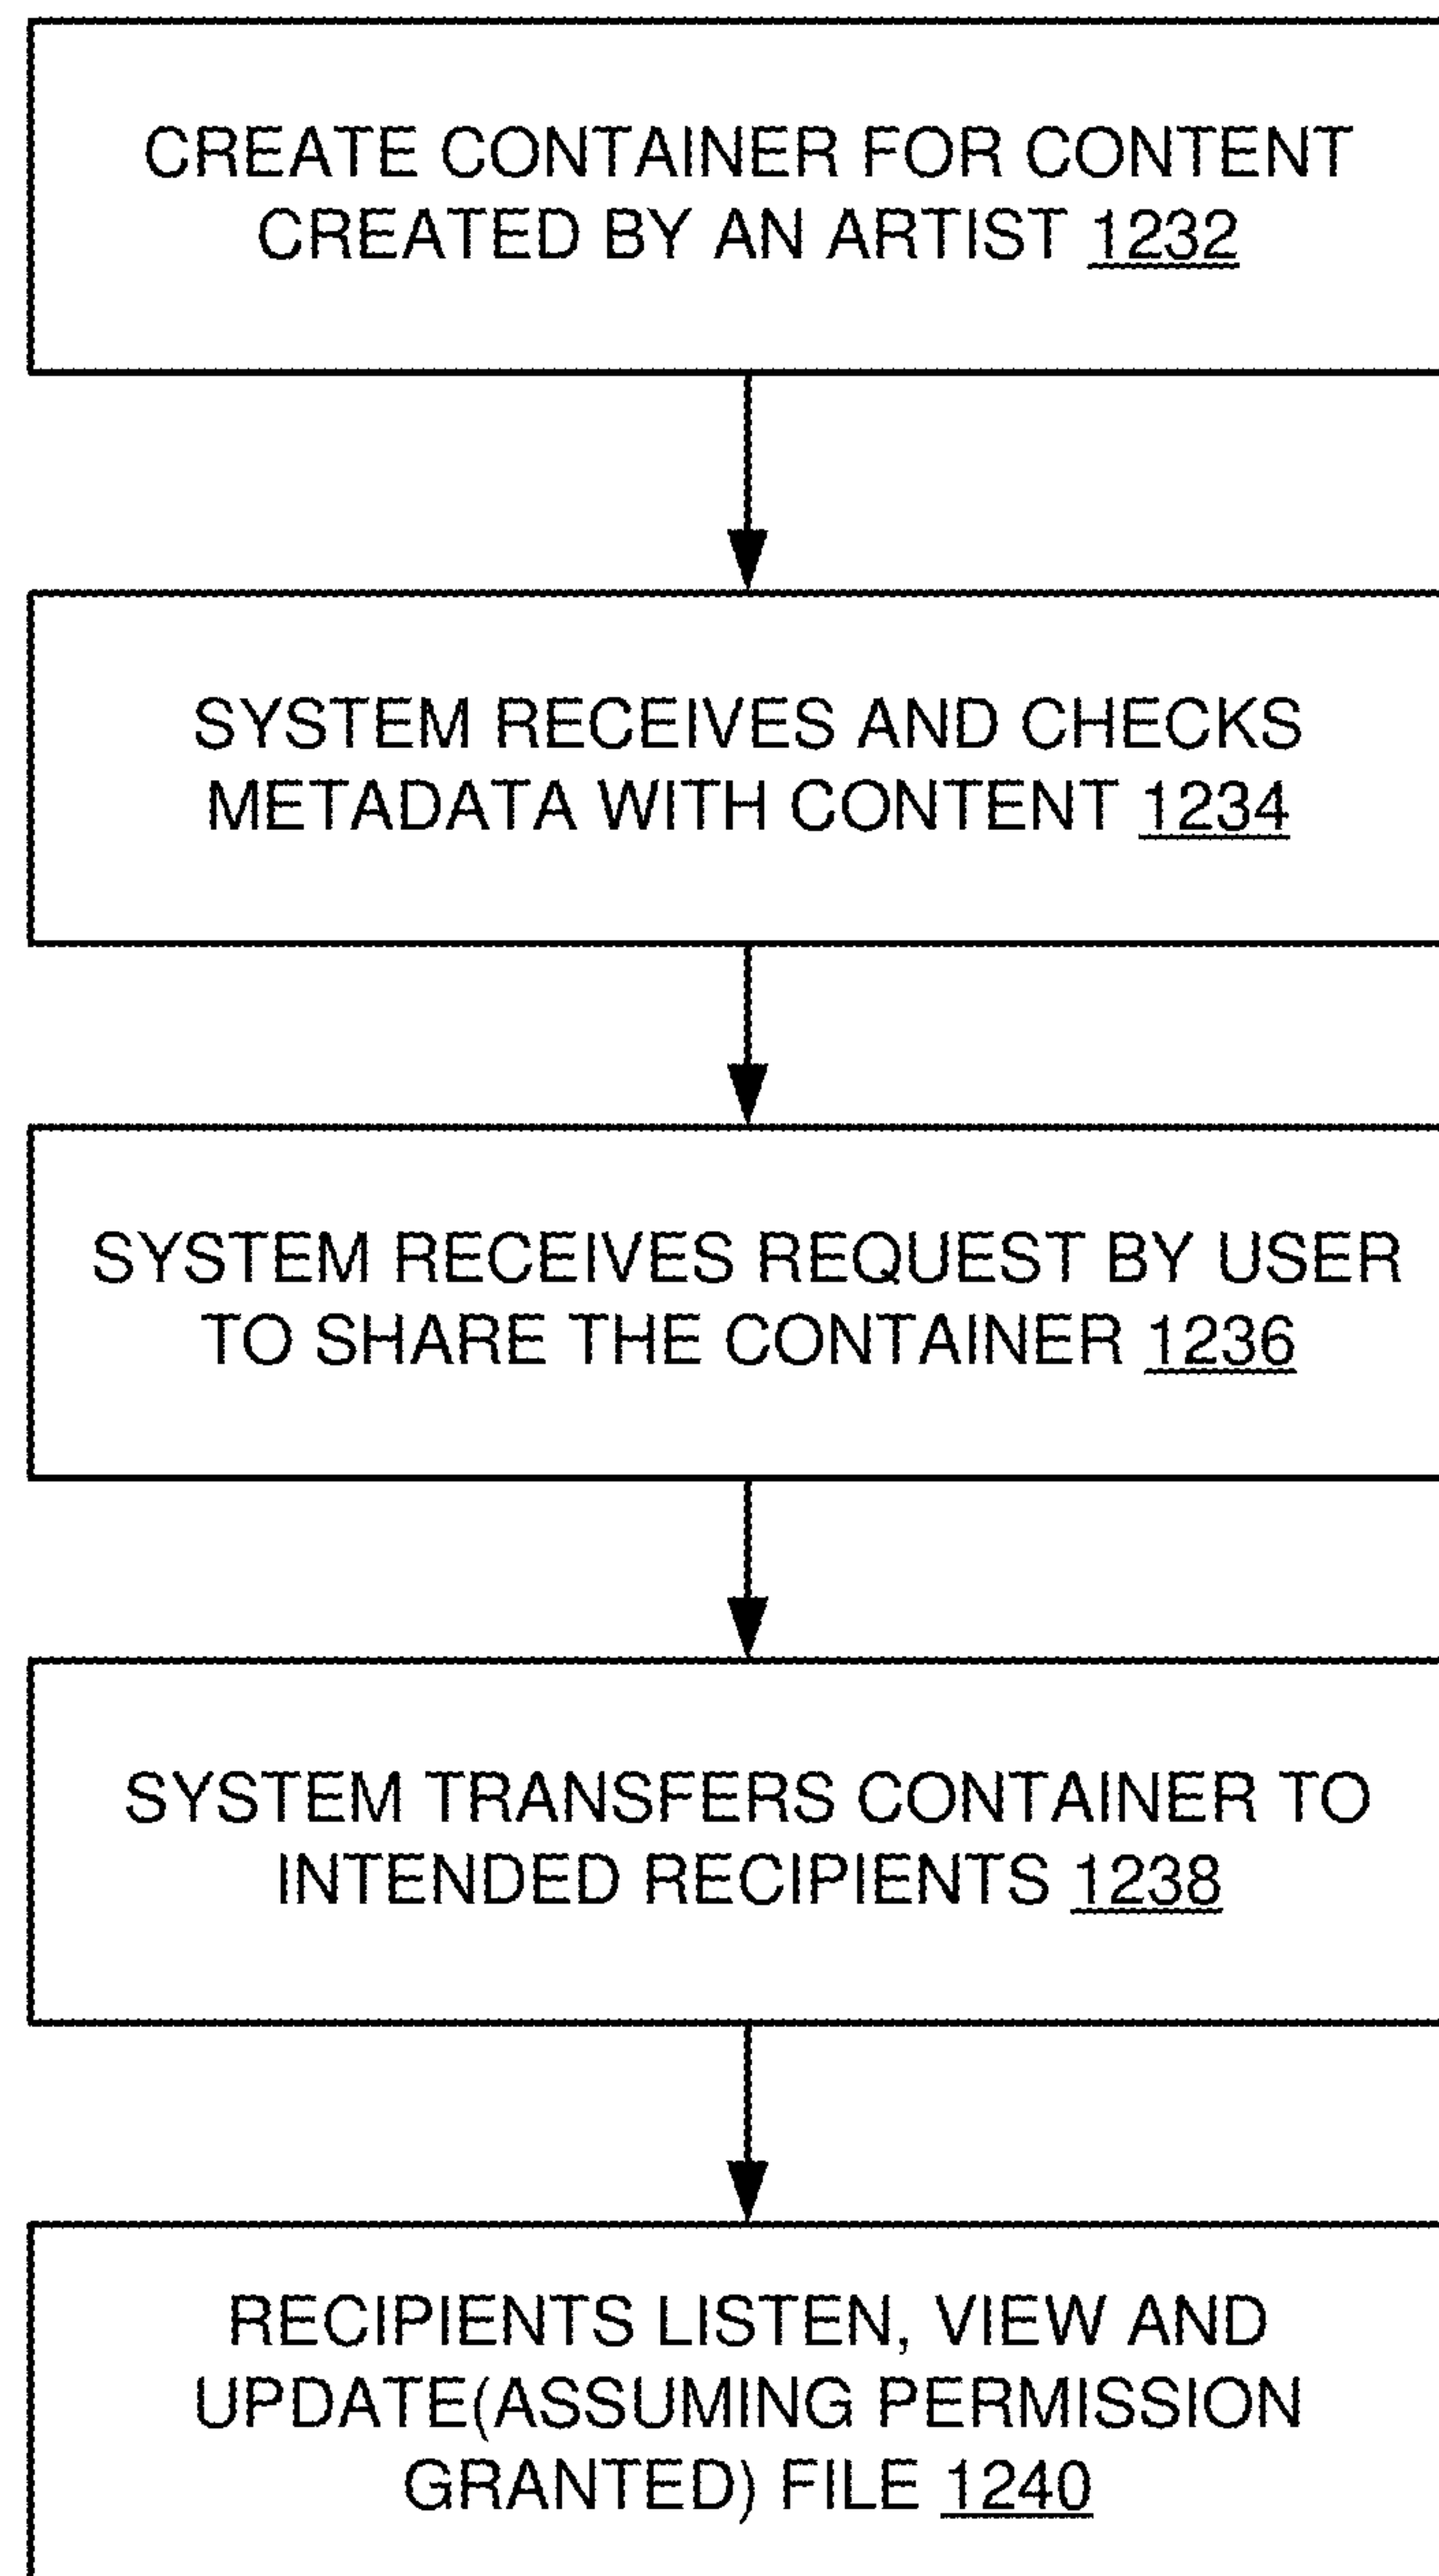 CREATE CONTAINER FOR CONTENT
CREATED BY AN ARTIST 1232
SYSTEM RECEIVES AND CHECKS
METADATA WITH CONTENT 1234
SYSTEM RECEIVES REQUEST BY USER
TO SHARE THE CONTAINER 1236
SYSTEM TRANSFERS CONTAINER TO
INTENDED RECIPIENTS 1238
RECIPIENTS LISTEN, VIEW AND
UPDATE(ASSUMING PERMISSION
GRANTED) FILE 1240